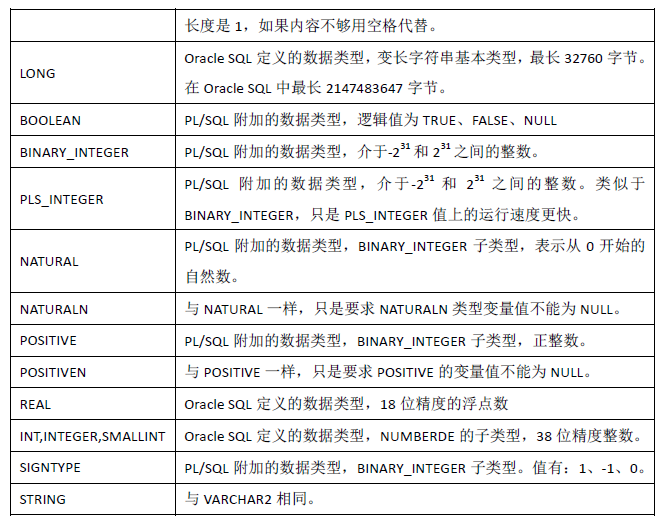 长度是 1，如果内容不够用空格代替。
LONG
Oracle SQL 定义的数据类型，变长字符串基本类型，最长 32760 字节。
在 Oracle SQL 中最长 2147483647 字节。
BOOLEAN
PL/SQL 附加的数据类型，逻辑值为 TRUE、FALSE、NULL
BINARY_INTEGER
PL/SQL 附加的数据类型，介于-2³¹和 2³¹之间的整数。
PLS_INTEGER
PL/SQL 附加的数据类型，介于-2³¹ 和 2³¹ 之间的整数。类似于
BINARY_INTEGER，只是 PLS_INTEGER 值上的运行速度更快。
NATURAL
PL/SQL 附加的数据类型，BINARY_INTEGER 子类型，表示从 0 开始的
自然数。
NATURALN
与 NATURAL 一样，只是要求 NATURALN 类型变量值不能为 NULL。
POSITIVE
PL/SQL 附加的数据类型，BINARY_INTEGER 子类型，正整数。
POSITIVEN
与 POSITIVE 一样，只是要求 POSITIVE 的变量值不能为 NULL。
REAL
Oracle SQL 定义的数据类型，18 位精度的浮点数
INT,INTEGER,SMALLINT
Oracle SQL 定义的数据类型，NUMBERDE 的子类型，38 位精度整数。
SIGNTYPE
PL/SQL 附加的数据类型，BINARY_INTEGER 子类型。值有：1、-1、0。
STRING
与 VARCHAR2 相同。